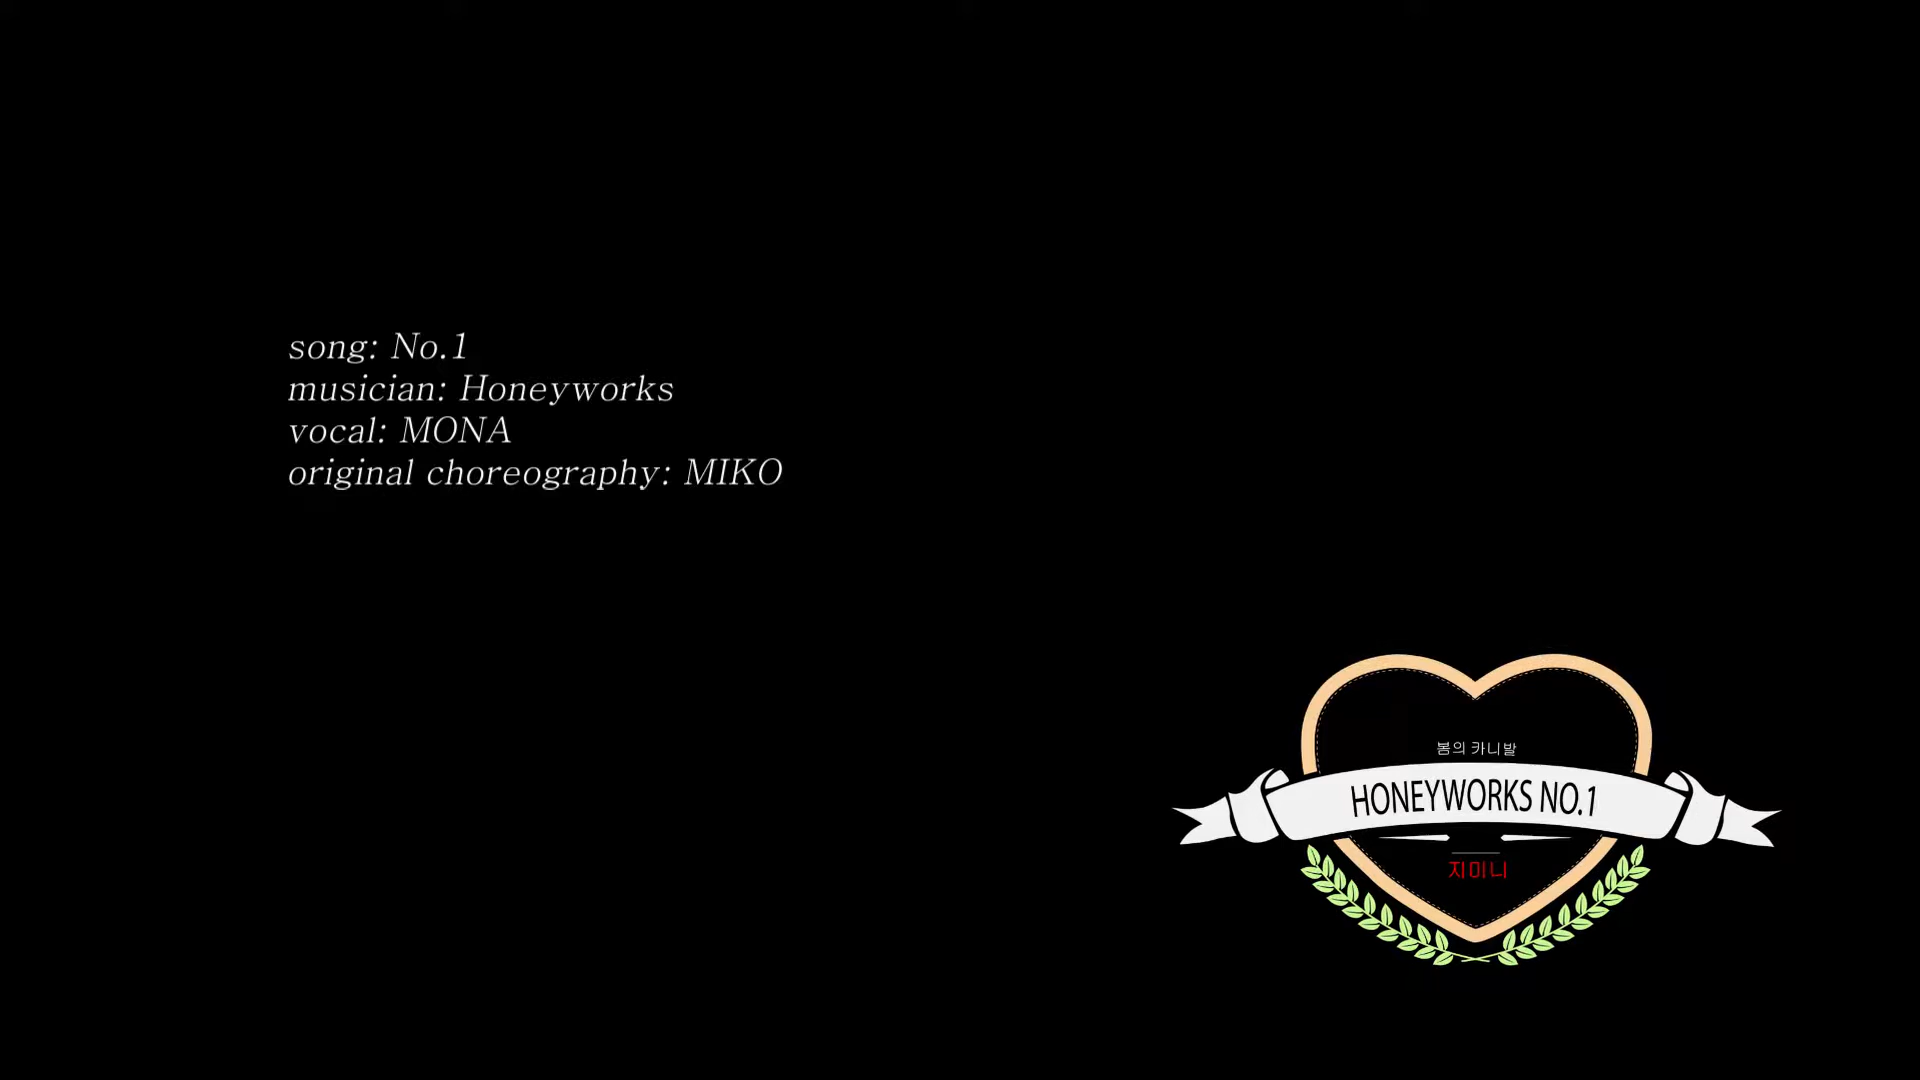 song: No.1
musician: Honeyworks
vocal: MONA
original choreography: MIKO
봄의 카니발
HONEYWORKS NO.1
지미니